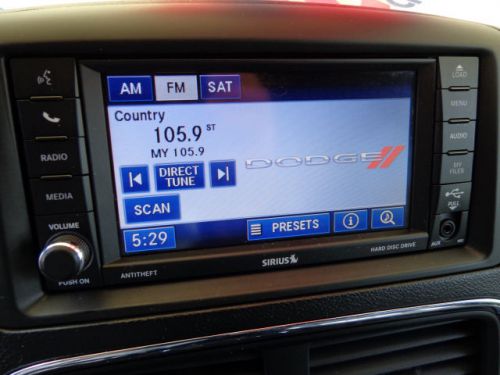 AM FM SAT
Country
105.9 ST
MY 105.9
DIRECT
TUNE
DODGE
SCAN
5:29
PRESETS
RADIO
MEDIA
VOLUME
PUSH ON
ANTITHEFT
SIRIUS
HARD DISC DRIVE
LOAD
MENU
AUDIO
MY
FILES
PULL
AUX